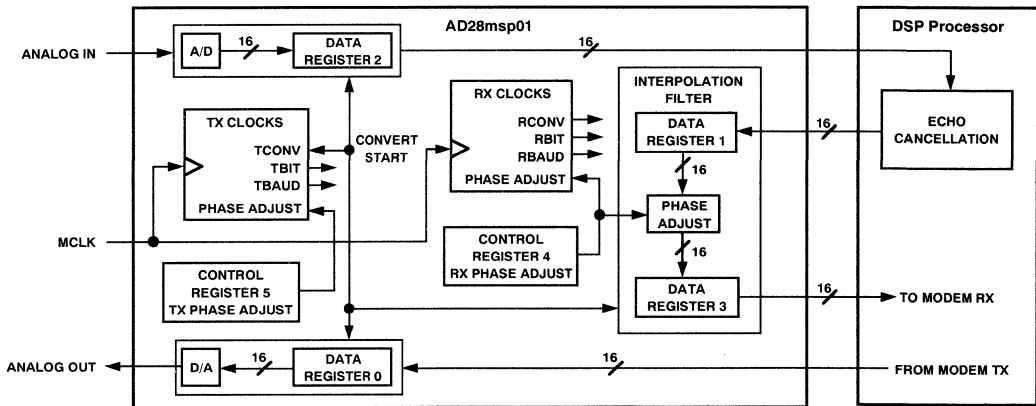 AD28msp01
DSP Processor
ANALOG IN
A/D
16
DATA
REGISTER 2
16
INTERPOLATION
FILTER
RX CLOCKS
RCONV
RBIT
RBAUD
PHASE ADJUST
DATA
REGISTER 1
16
ECHO
CANCELLATION
TX CLOCKS
TCONV
TBIT
TBAUD
PHASE ADJUST
CONVERT
START
16
PHASE
ADJUST
MCLK
CONTROL
REGISTER 4
RX PHASE ADJUST
16
CONTROL
REGISTER 5
TX PHASE ADJUST
DATA
REGISTER 3
16
TO MODEM RX
ANALOG OUT
D/A
16
DATA
REGISTER 0
16
FROM MODEM TX